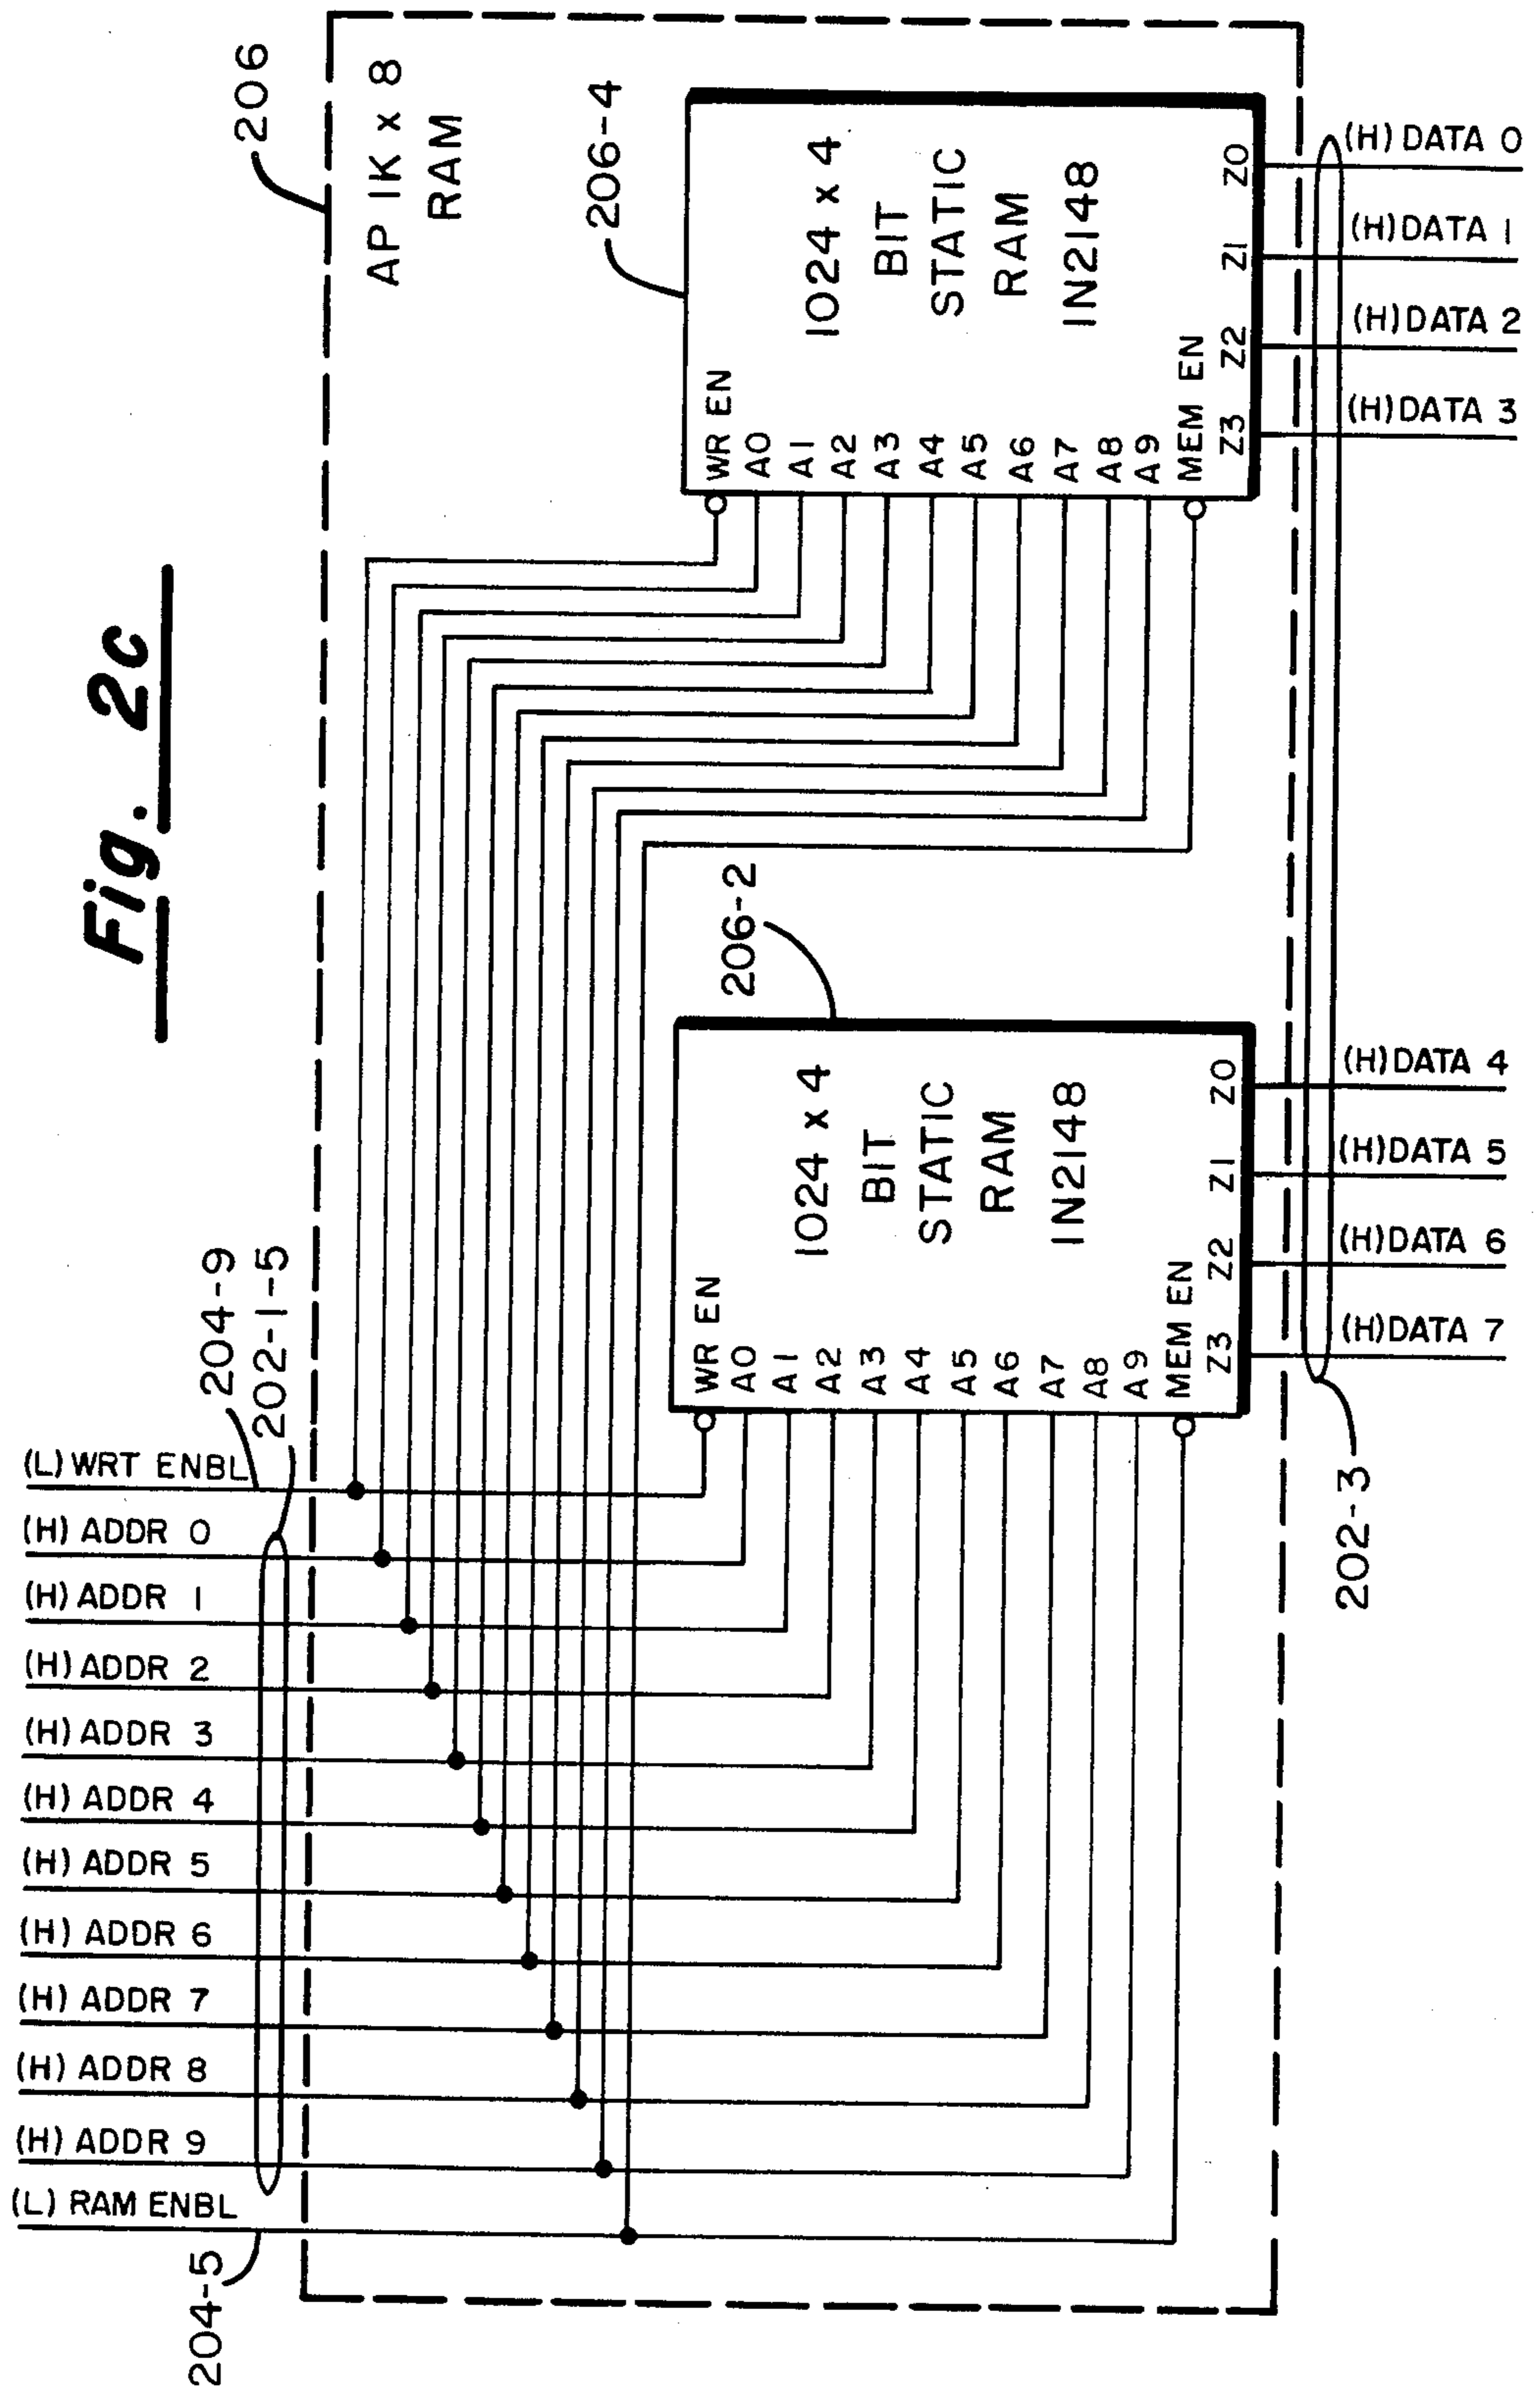 Fig. 2c
206
AP 1K x 8
RAM
204-9
202-1-5
(L) WRT ENBL
(H) ADDR 0
(H) ADDR 1
(H) ADDR 2
(H) ADDR 3
(H) ADDR 4
(H) ADDR 5
(H) ADDR 6
(H) ADDR 7
(H) ADDR 8
(H) ADDR 9
(L) RAM ENBL
204-5
206-2
WR EN
A0
A1
A2
A3
A4
A5
A6
A7
A8
A9
MEM EN
1024 x 4
BIT
STATIC
RAM
IN2148
Z3 Z2 Z1 Z0
(H) DATA 7
(H) DATA 6
(H) DATA 5
(H) DATA 4
206-4
WR EN
A0
A1
A2
A3
A4
A5
A6
A7
A8
A9
MEM EN
1024 x 4
BIT
STATIC
RAM
IN2148
Z3 Z2 Z1 Z0
(H) DATA 3
(H) DATA 2
(H) DATA 1
(H) DATA 0
202-3